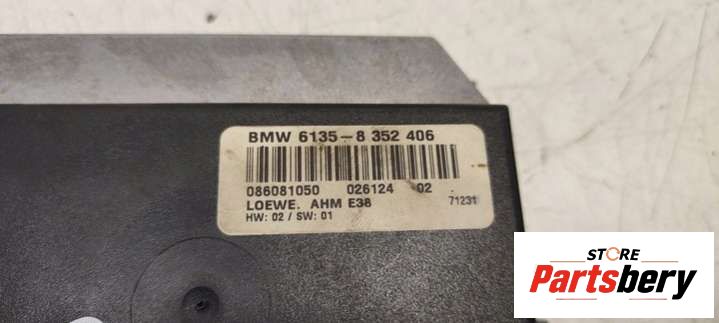 BMW 6135-8 352 406
086081050 026124 02
LOEWE. AHM E38 71231
HW: 02 / SW: 01
STORE
Partsbery